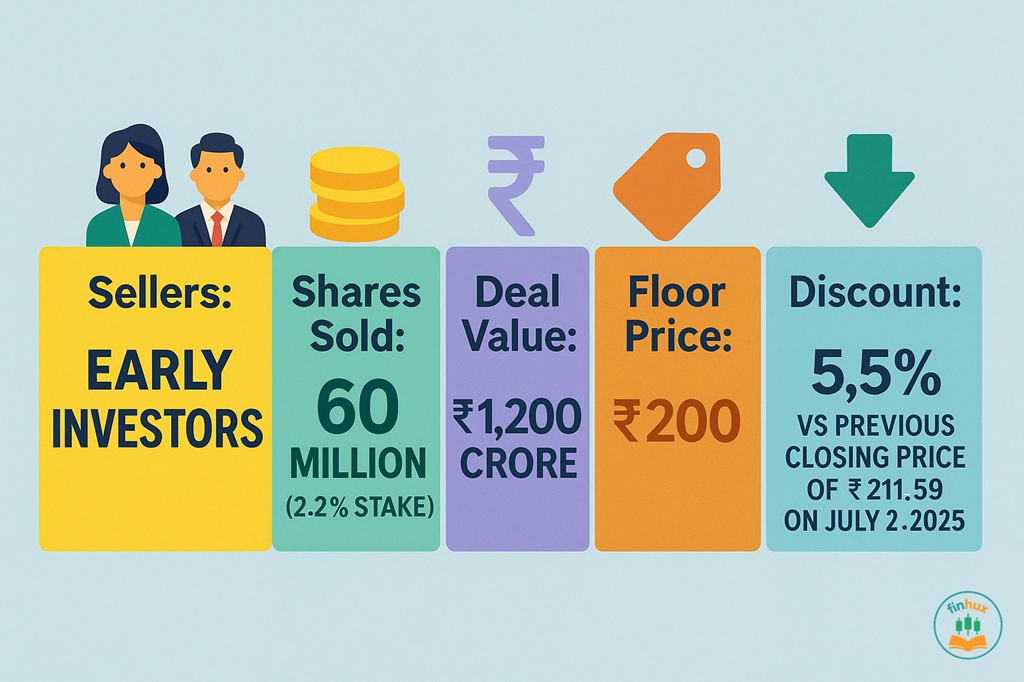 Sellers:
EARLY
INVESTORS
Shares
Sold:
60
MILLION
(2.2% STAKE)
Deal
Value:
₹1,200
CRORE
Floor
Price:
₹200
Discount:
5,5%
VS PREVIOUS
CLOSING PRICE
OF ₹211.59
ON JULY 2.2025
finhux